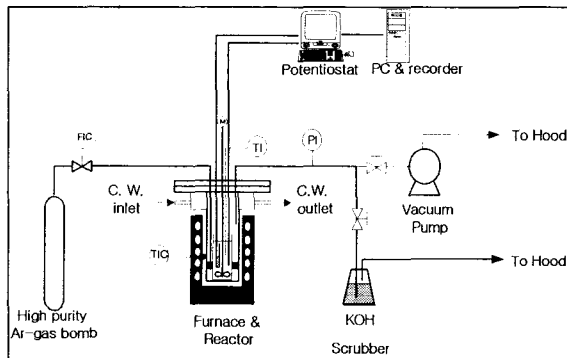 Potentiostat
PC & recorder
FIC
M
TI
PI
To Hood
C. W.
inlet
C.W.
outlet
Vacuum
Pump
TIC
To Hood
High purity
Ar-gas bomb
Furnace &
Reactor
KOH
Scrubber